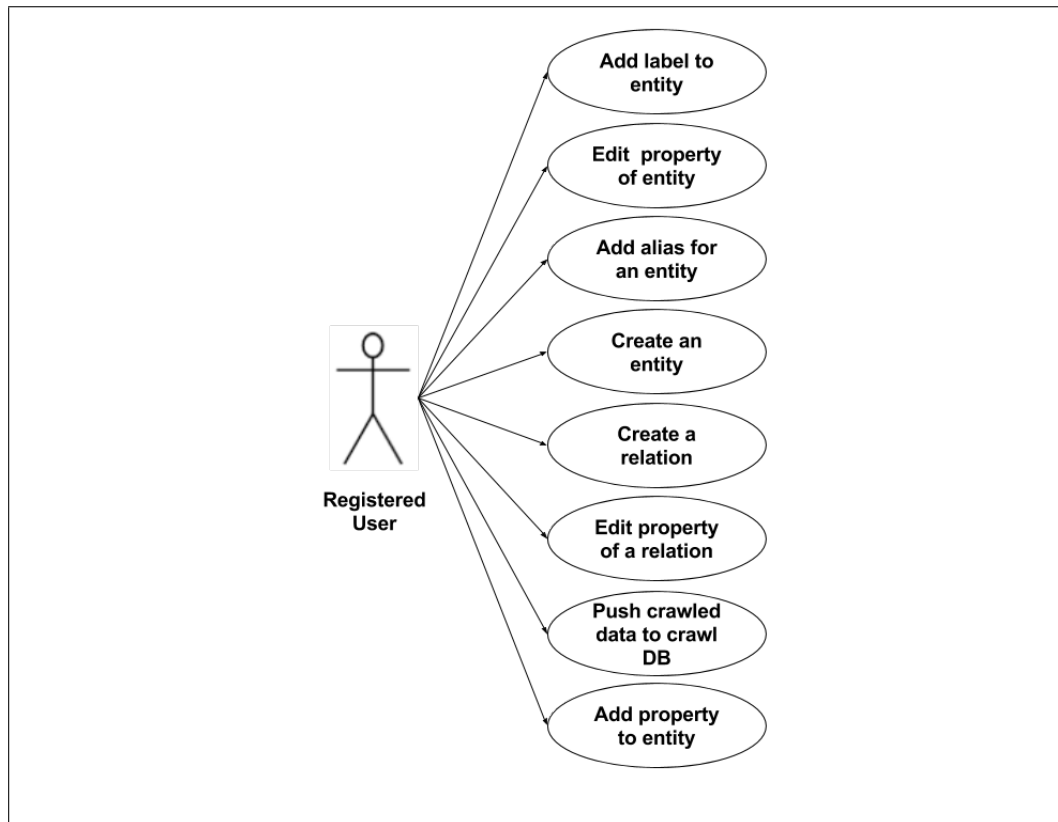 Add label to
entity
Edit property
of entity
Add alias for
an entity
Create an
entity
Create a
relation
Registered
User
Edit property
of a relation
Push crawled
data to crawl
DB
Add property
to entity